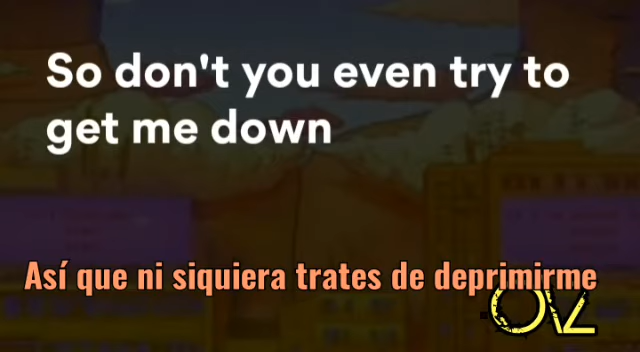 So don't you even try to
get me down
Así que ni siquiera trates de deprimirme